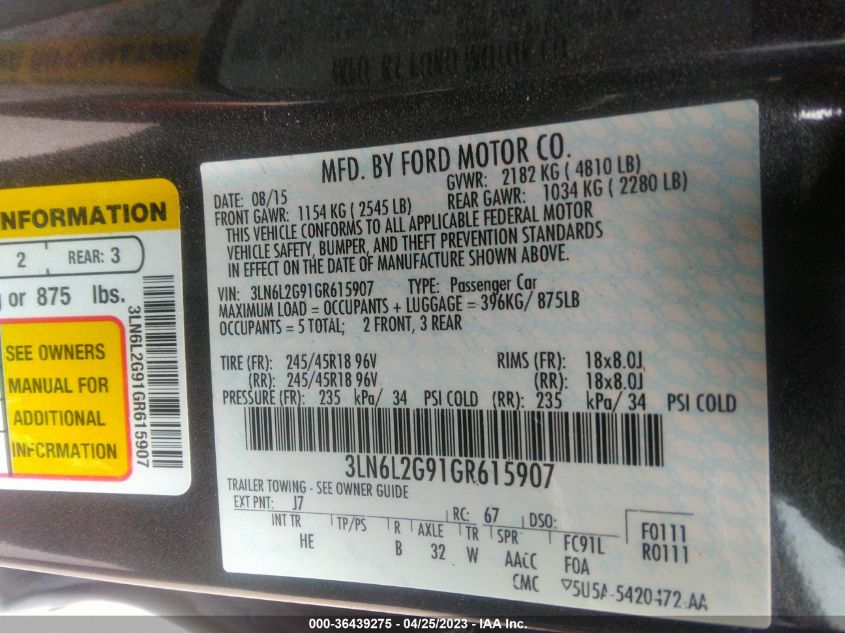 MFD. BY FORD MOTOR CO.
DATE: 08/15
GVWR: 2182 KG ( 4810 LB)
FRONT GAWR: 1154 KG ( 2545 LB)
REAR GAWR: 1034 KG ( 2280 LB)
THIS VEHICLE CONFORMS TO ALL APPLICABLE FEDERAL MOTOR
VEHICLE SAFETY, BUMPER, AND THEFT PREVENTION STANDARDS
IN EFFECT ON THE DATE OF MANUFACTURE SHOWN ABOVE.
VIN: 3LN6L2G91GR615907 TYPE: Passenger Car
MAXIMUM LOAD = OCCUPANTS + LUGGAGE = 396KG/ 875LB
OCCUPANTS = 5 TOTAL; 2 FRONT, 3 REAR
TIRE (FR): 245/45R18 96V RIMS (FR): 18x8.0J
(RR): 245/45R18 96V (RR): 18x8.0J
PRESSURE (FR): 235 kPa/ 34 PSI COLD (RR): 235 kPa/ 34 PSI COLD
3LN6L2G91GR615907
TRAILER TOWING - SEE OWNER GUIDE
EXT PNT: J7 RC: 67 DSO:
INT TR TP/PS R AXLE TR SPR FC91L F0111
HE B 32 W AACC FOA R0111
CMC 5U5A-5420472-AA
NFORMATION
2 REAR: 3
or 875 lbs.
SEE OWNERS
MANUAL FOR
ADDITIONAL
INFCRMATION
3LN6L2G91GR615907
000-36439275 - 04/25/2023 - IAA Inc.